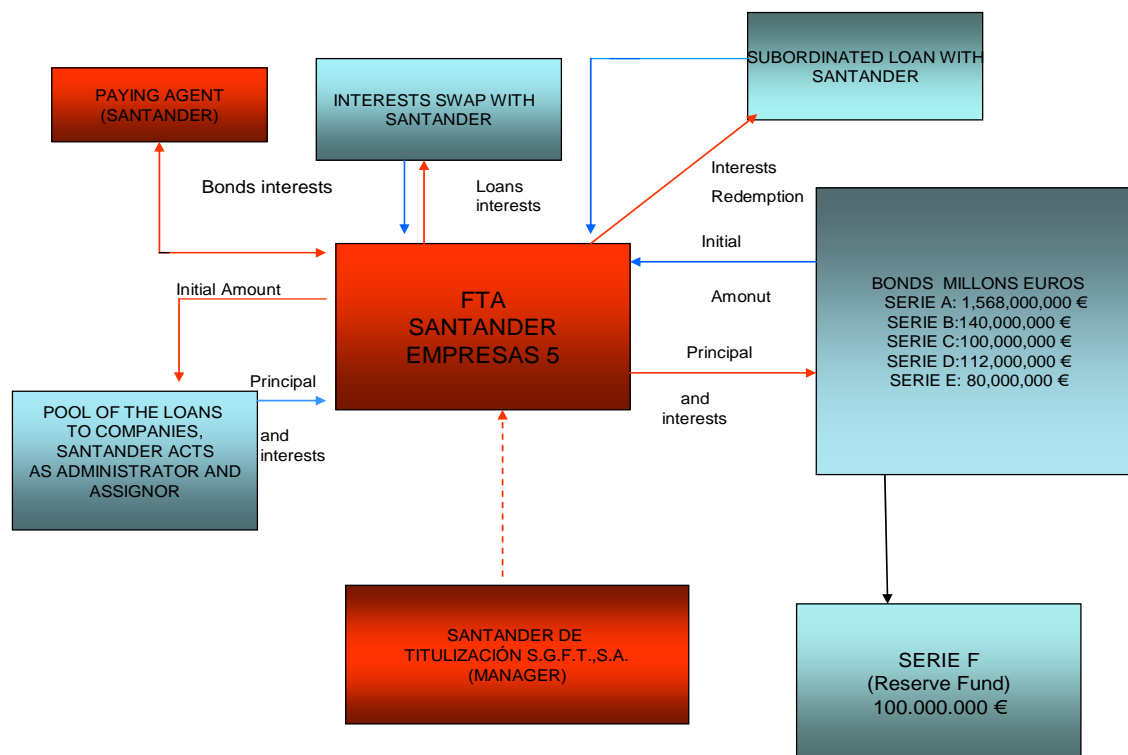 SUBORDINATED LOAN WITH
SANTANDER
PAYING AGENT
(SANTANDER)
INTERESTS SWAP WITH
SANTANDER
Bonds interests
Loans
interests
Interests
Redemption
Initial
Amonut
Initial Amount
FTA
SANTANDER
EMPRESAS 5
BONDS  MILLONS EUROS
SERIE A: 1,568,000,000 €
SERIE B:140,000,000 €
SERIE C:100,000,000 €
SERIE D:112,000,000 €
SERIE E: 80,000,000 €
Principal
and
interests
Principal
and
interests
POOL OF THE LOANS
TO COMPANIES,
SANTANDER ACTS
AS ADMINISTRATOR AND
ASSIGNOR
SANTANDER DE
TITULIZACIÓN S.G.F.T.,S.A.
(MANAGER)
SERIE F
(Reserve Fund)
100.000.000 €